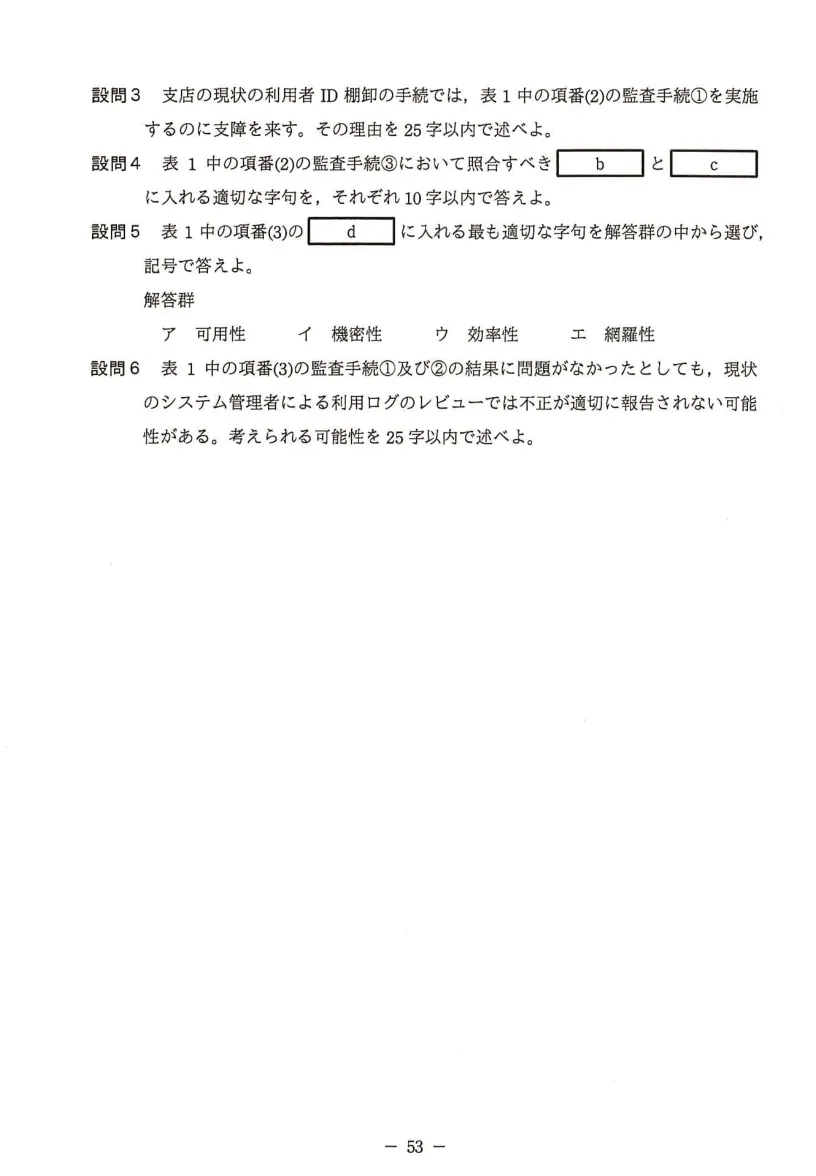 設問3 支店の現状の利用者 ID 棚卸の手続では，表 1 中の項番(2)の監査手続①を実施
するのに支障を来す。その理由を 25 字以内で述べよ。
設問4 表 1 中の項番(2)の監査手続③において照合すべき b と c
に入れる適切な字句を，それぞれ 10 字以内で答えよ。
設問5 表 1 中の項番(3)の d に入れる最も適切な字句を解答群の中から選び，
記号で答えよ。
解答群
ア 可用性 イ 機密性 ウ 効率性 エ 網羅性
設問6 表 1 中の項番(3)の監査手続①及び②の結果に問題がなかったとしても，現状
のシステム管理者による利用ログのレビューでは不正が適切に報告されない可能
性がある。考えられる可能性を 25 字以内で述べよ。
－ 53 －